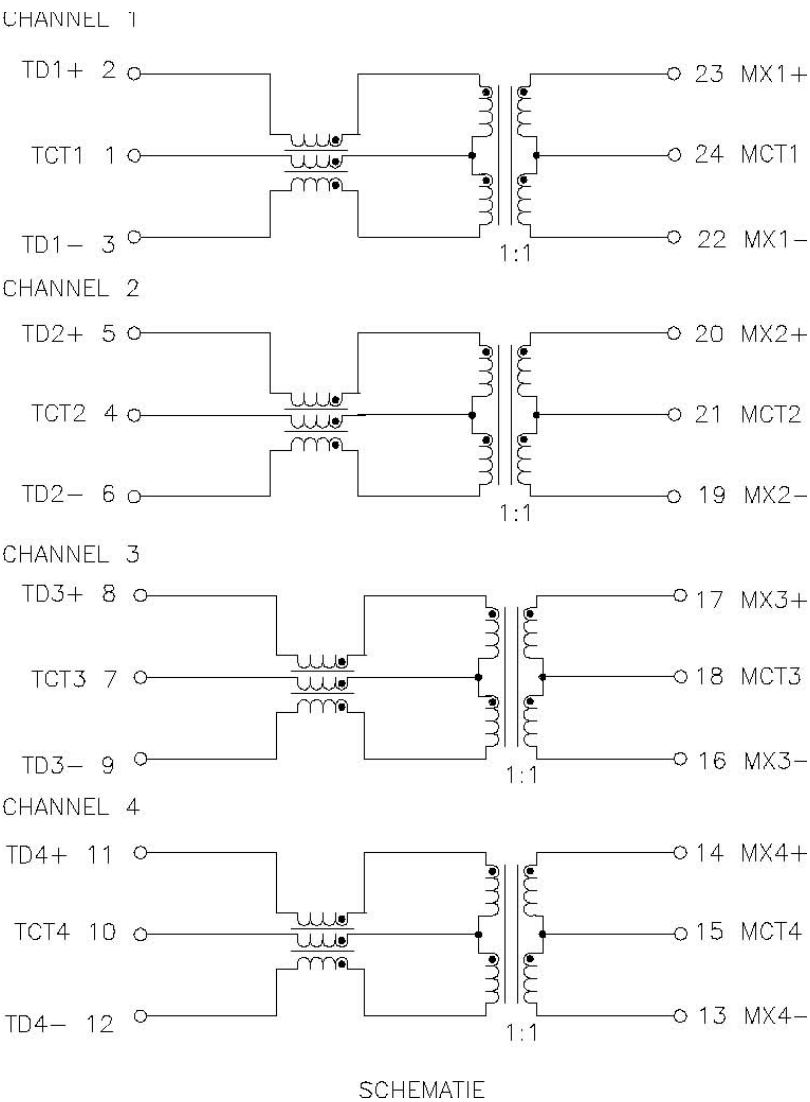 CHANNEL 1
TD1+ 2 23 MX1+
TCT1 1 24 MCT1
TD1- 3 22 MX1-
1:1
CHANNEL 2
TD2+ 5 20 MX2+
TCT2 4 21 MCT2
TD2- 6 19 MX2-
1:1
CHANNEL 3
TD3+ 8 17 MX3+
TCT3 7 18 MCT3
TD3- 9 16 MX3-
1:1
CHANNEL 4
TD4+ 11 14 MX4+
TCT4 10 15 MCT4
TD4- 12 13 MX4-
1:1
SCHEMATIE